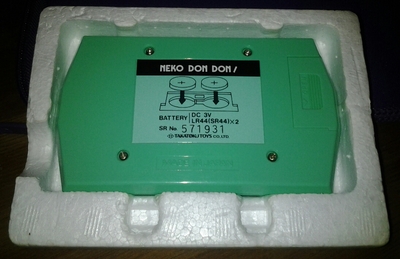 NEKO DON DON!
BATTERY DC 3V
LR44(SR44)×2
SR No. 571931
© TAKATOKU TOYS CO.,LTD.